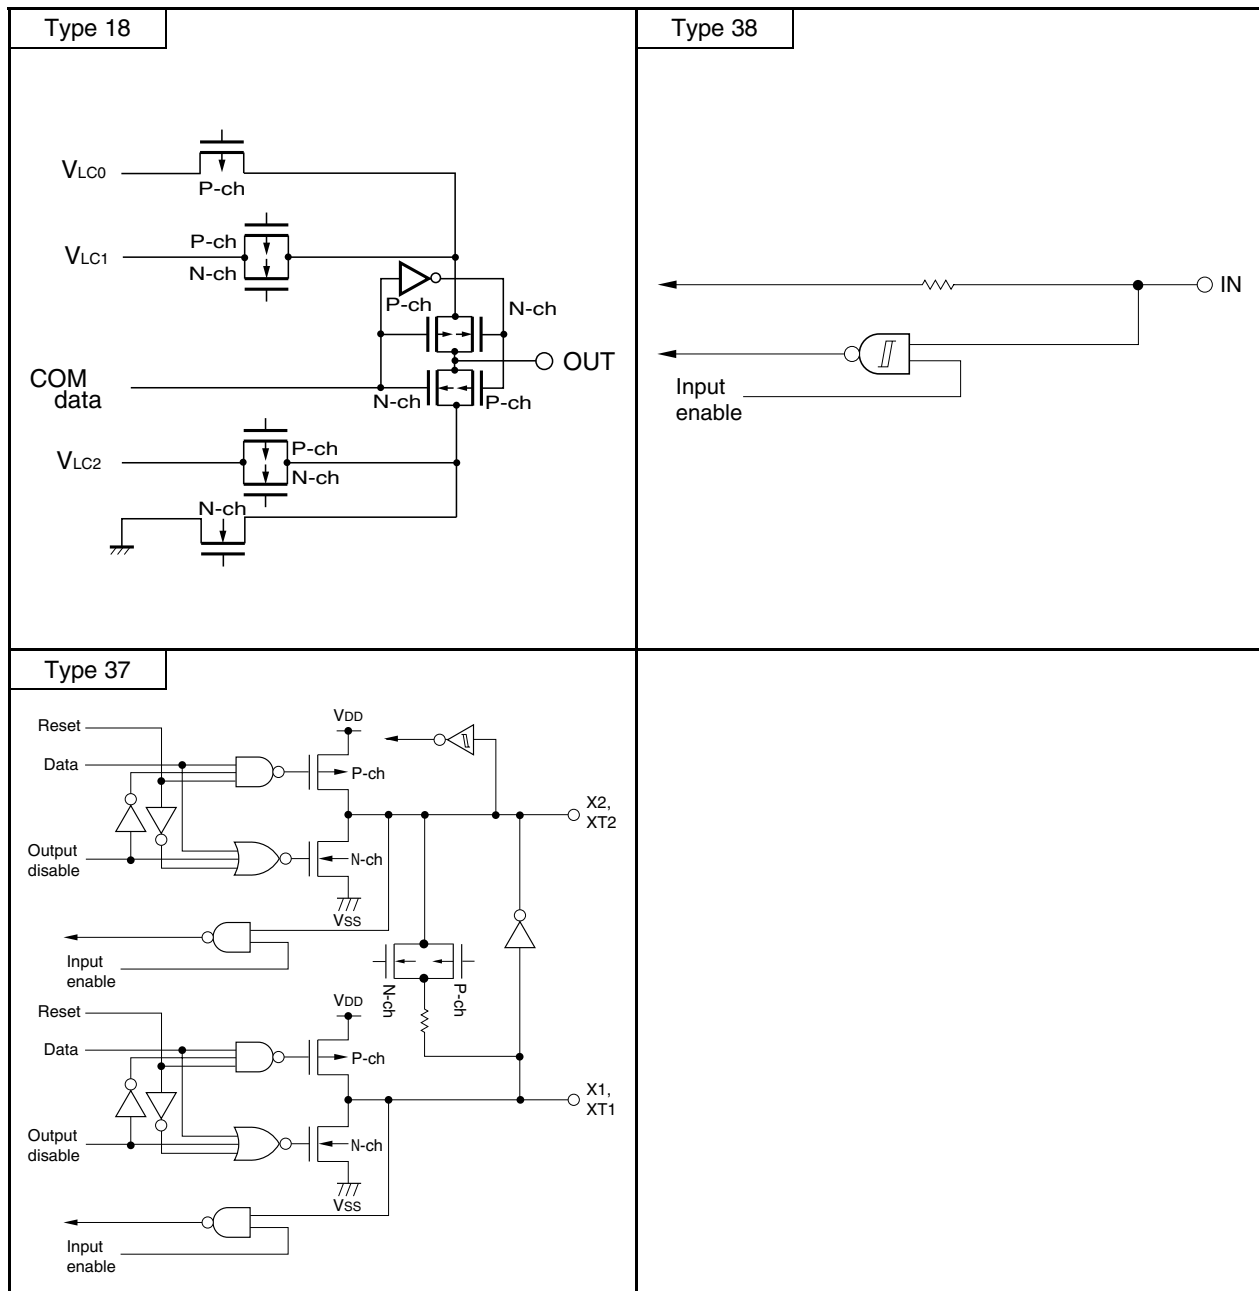 Type 18
VLC0
P-ch
VLC1
P-ch
N-ch
P-ch
N-ch
OUT
COM
data
N-ch
P-ch
VLC2
P-ch
N-ch
N-ch
Type 38
IN
Input
enable
Type 37
Reset
Data
Output
disable
VDD
P-ch
N-ch
VSS
X2,
XT2
Input
enable
N-ch
P-ch
Reset
Data
Output
disable
VDD
P-ch
N-ch
VSS
X1,
XT1
Input
enable